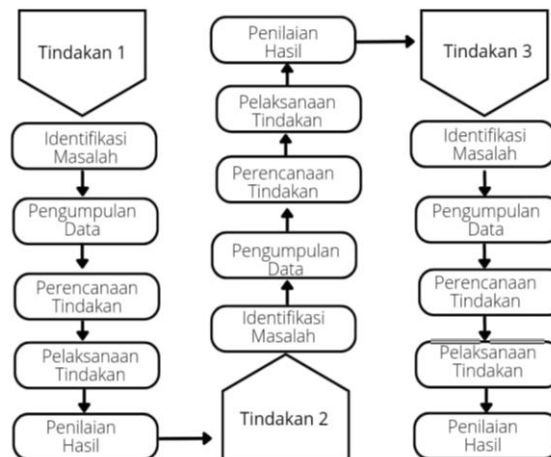 Tindakan 1
Identifikasi
Masalah
Pengumpulan
Data
Perencanaan
Tindakan
Pelaksanaan
Tindakan
Penilaian
Hasil
Tindakan 2
Identifikasi
Masalah
Pengumpulan
Data
Perencanaan
Tindakan
Pelaksanaan
Tindakan
Penilaian
Hasil
Tindakan 3
Identifikasi
Masalah
Pengumpulan
Data
Perencanaan
Tindakan
Pelaksanaan
Tindakan
Penilaian
Hasil